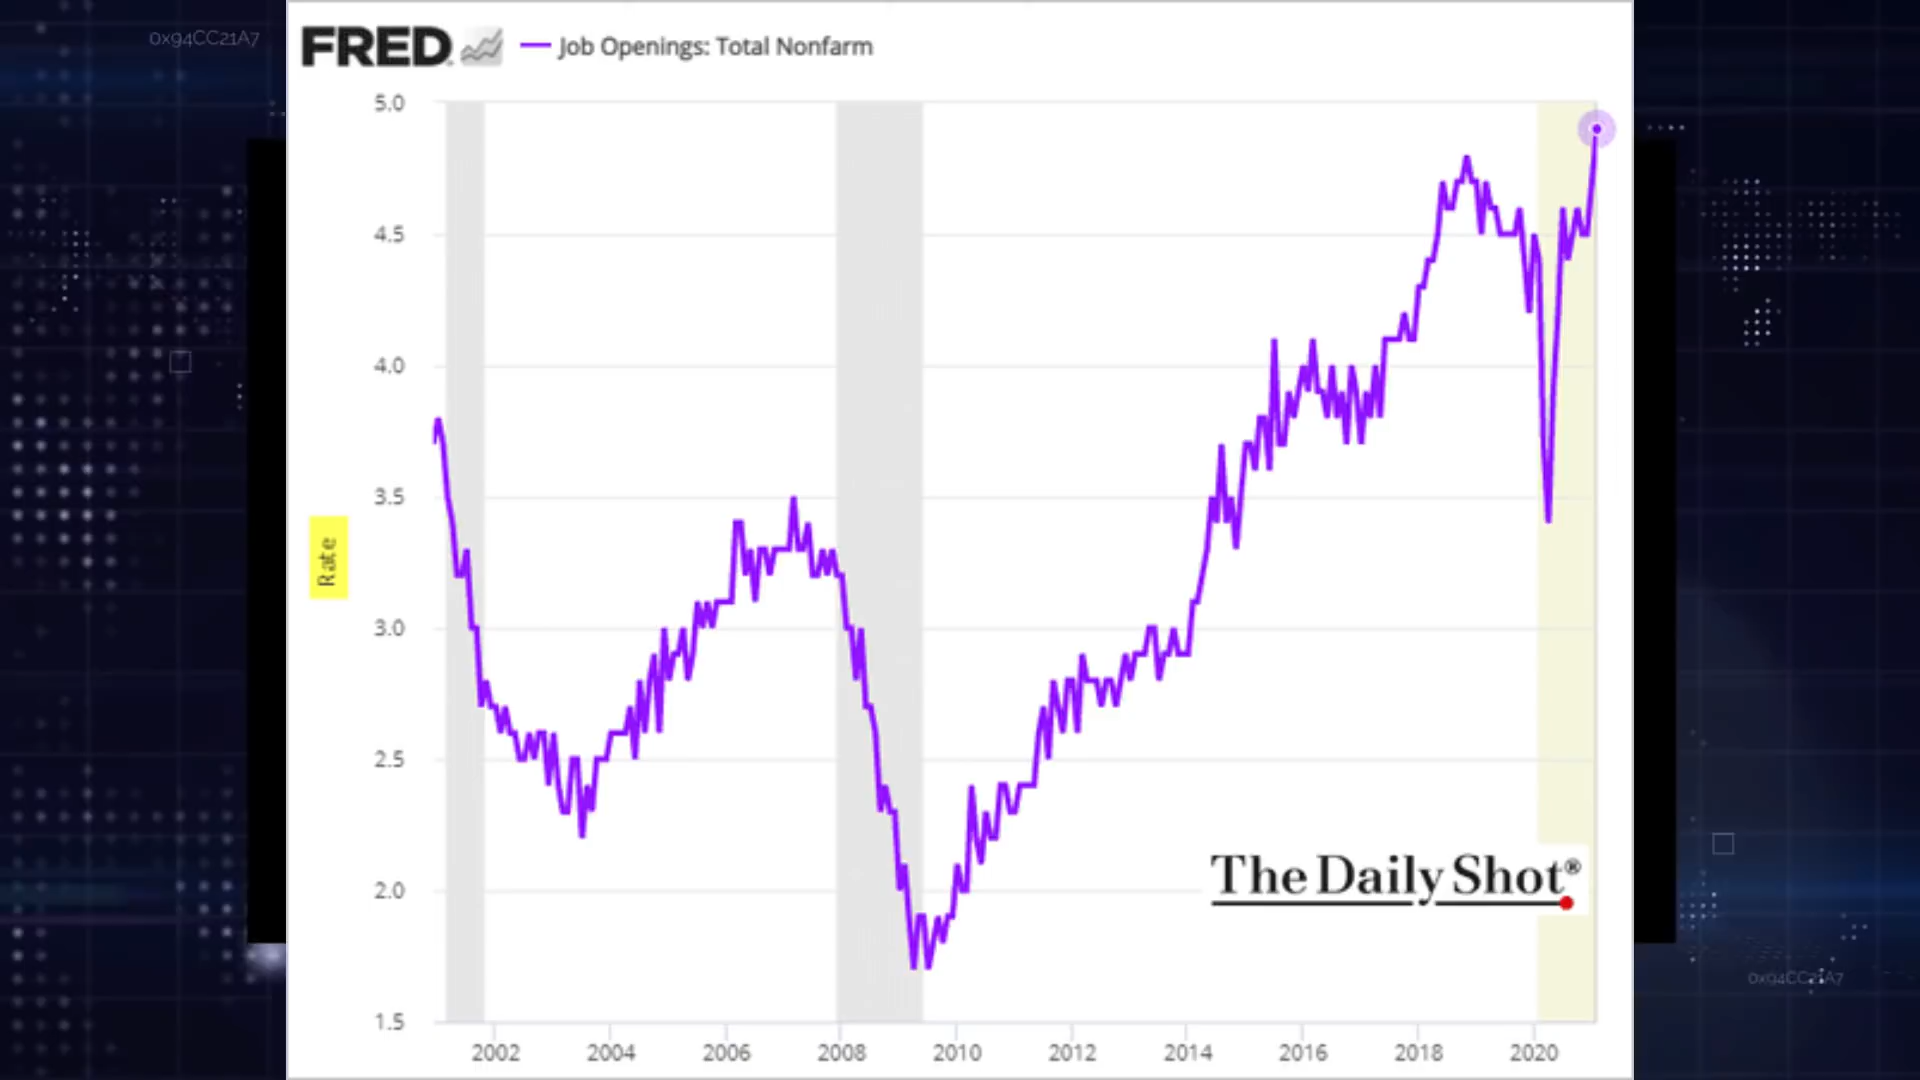 0x94CC21A7
FRED
Job Openings: Total Nonfarm
5.0
4.5
4.0
3.5
3.0
2.5
2.0
1.5
Rate
The Daily Shot®
2002 2004 2006 2008 2010 2012 2014 2016 2018 2020
0x94CC21A7